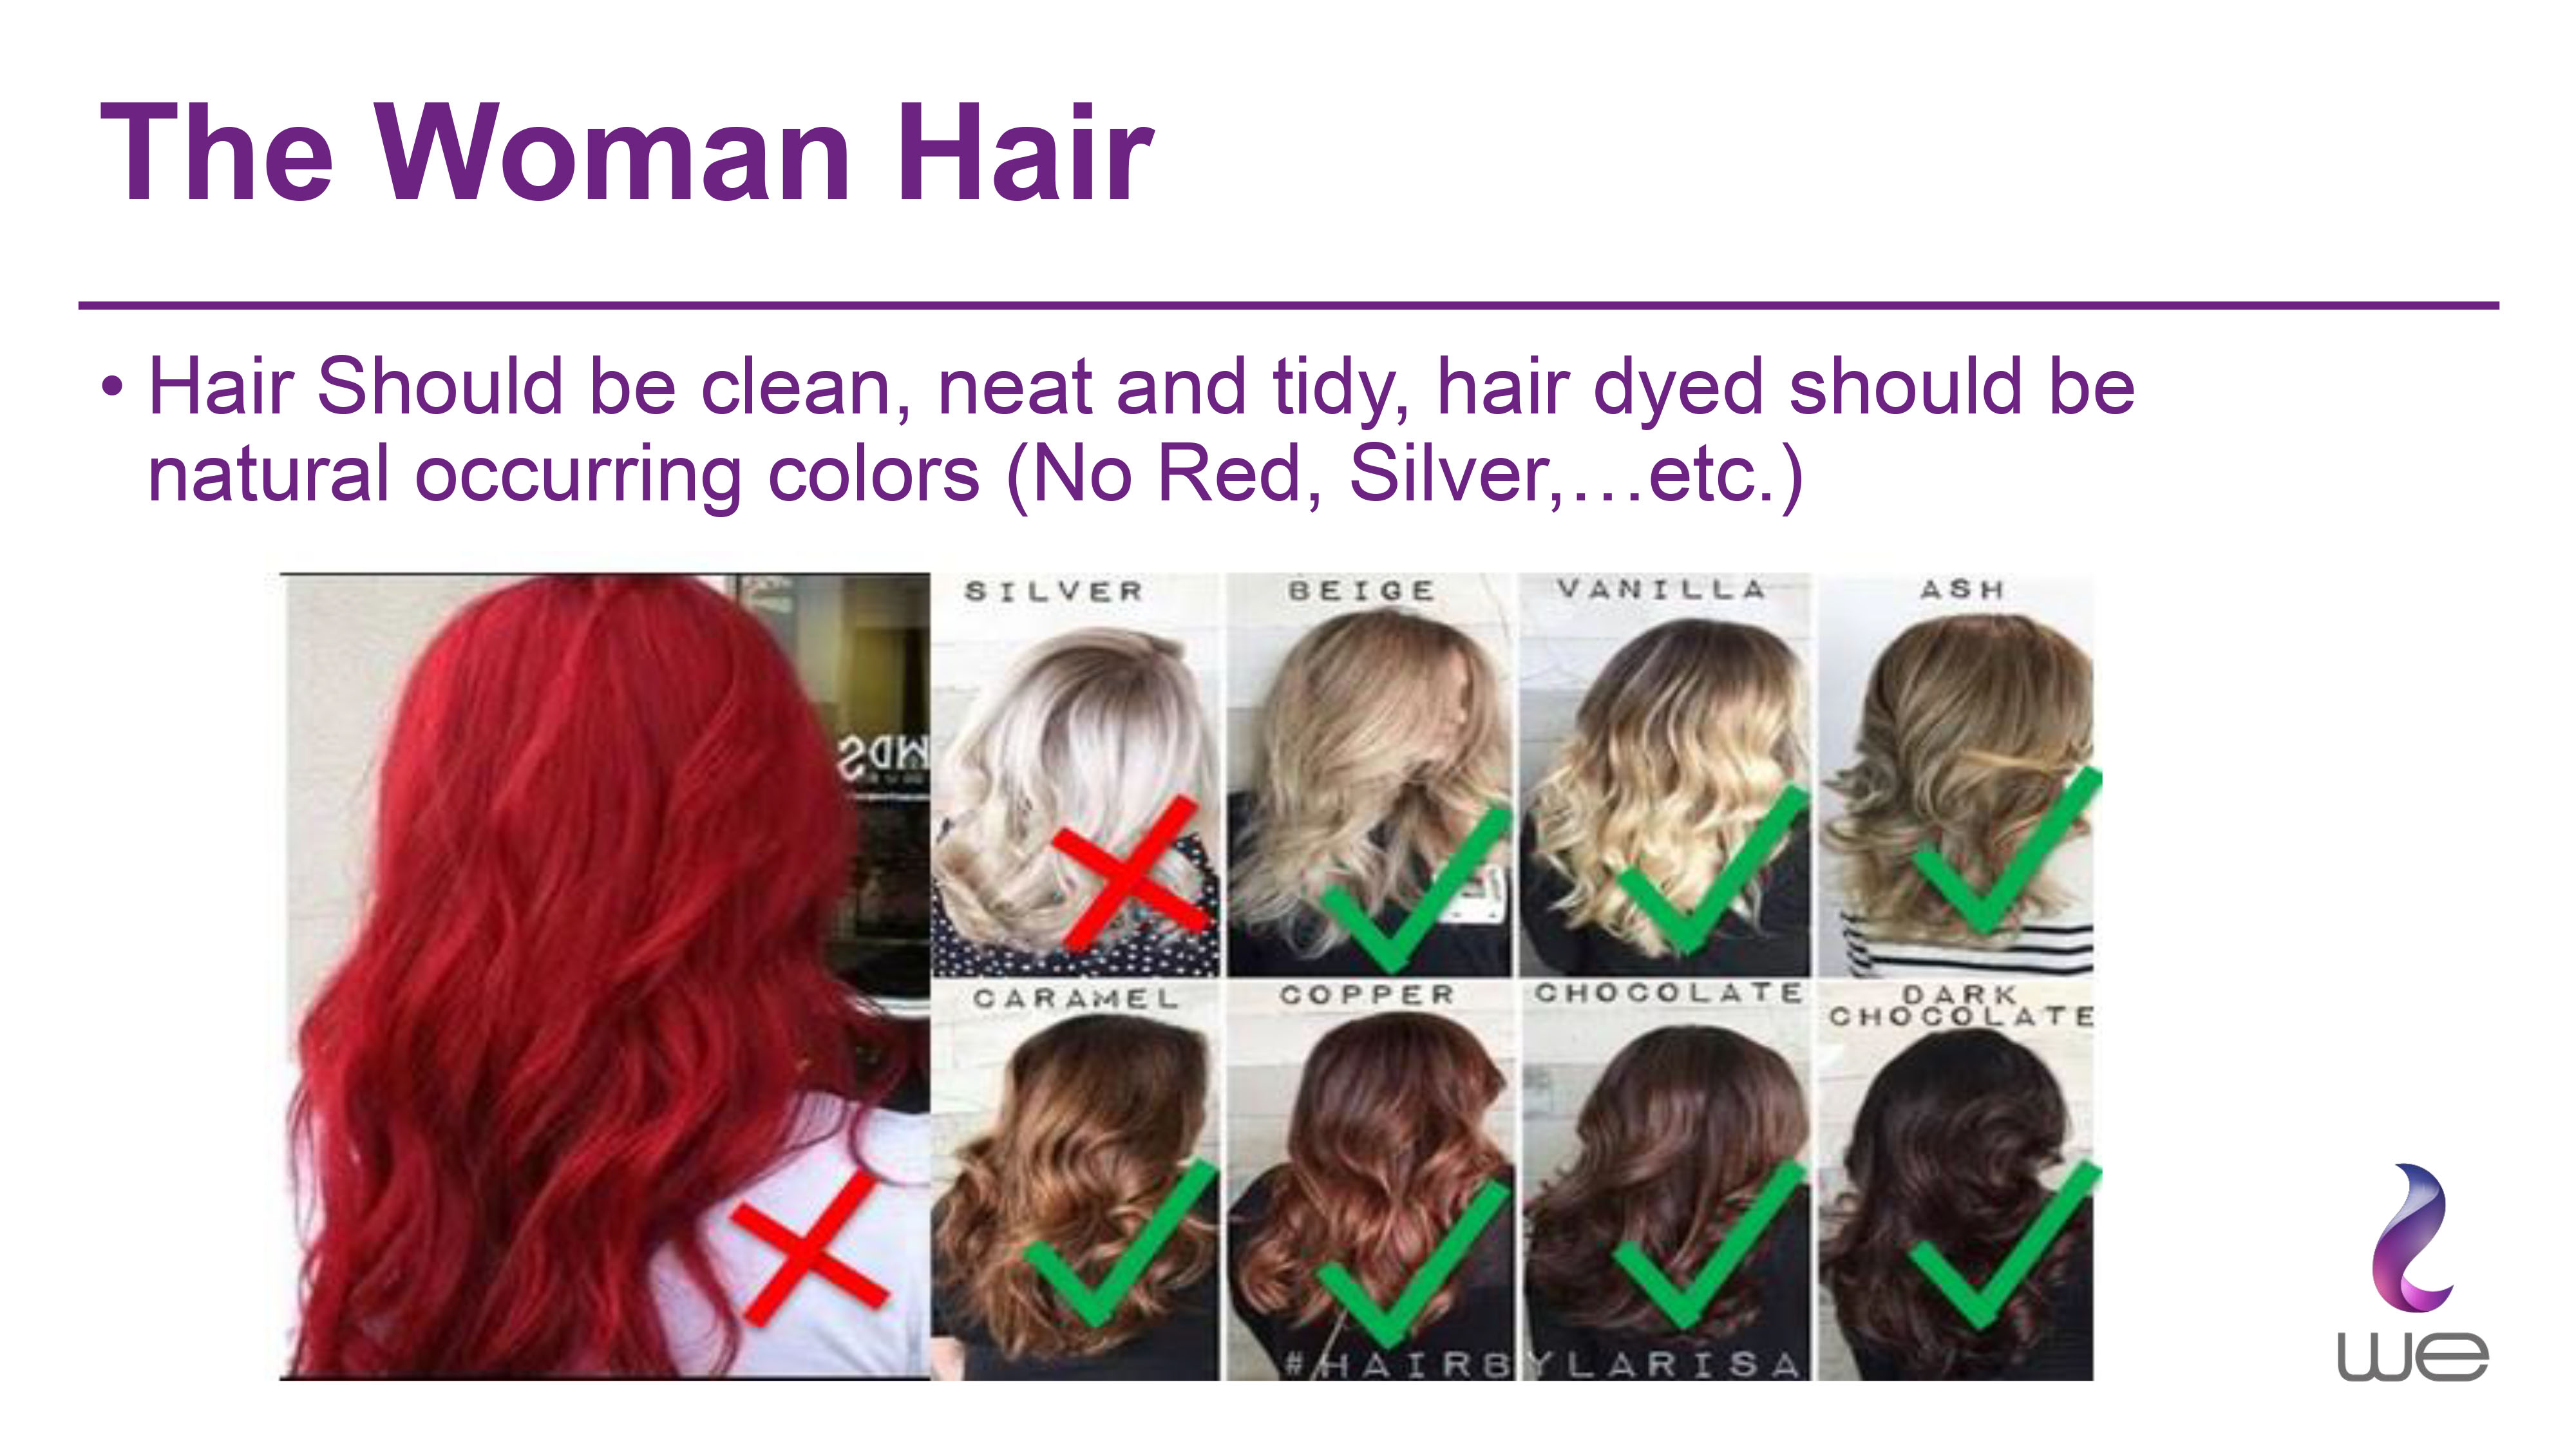 The Woman Hair
• Hair Should be clean, neat and tidy, hair dyed should be
natural occurring colors (No Red, Silver,…etc.)
SILVER
BEIGE
VANILLA
ASH
CARAMEL
COPPER
CHOCOLATE
DARK
CHOCOLATE
#HAIRBYLARISA
we